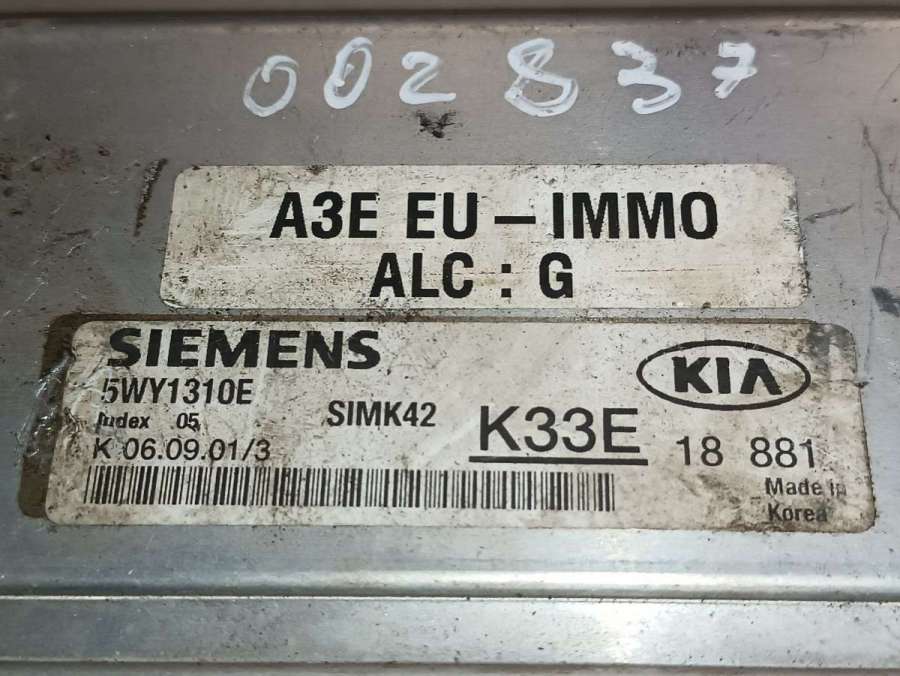 002837
A3E EU – IMMO
ALC : G
SIEMENS
KIA
5WY1310E
Index 05
SIMK42
K33E
18 881
K 06.09.01/3
Made in
Korea